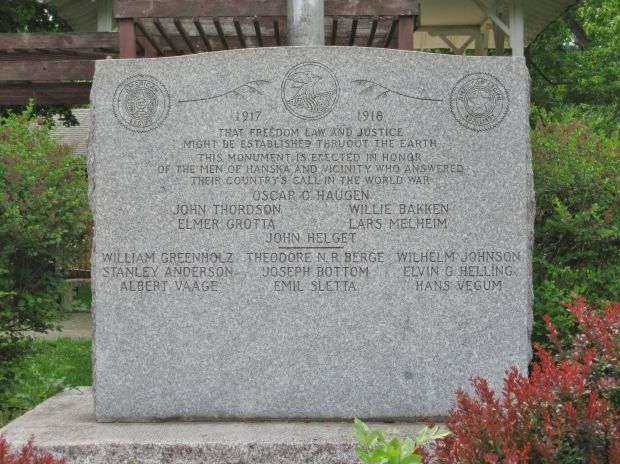 1917 1918
THAT FREEDOM LAW AND JUSTICE
MIGHT BE ESTABLISHED THRUOUT THE EARTH
THIS MONUMENT IS ERECTED IN HONOR
OF THE MEN OF HANSKA AND VICINITY WHO ANSWERED
THEIR COUNTRY'S CALL IN THE WORLD WAR
OSCAR C HAUGEN
JOHN THORDSON WILLIE BAKKEN
ELMER GROTTA LARS MELHEIM
JOHN HELGET
WILLIAM GREENHOLZ THEODORE N.R. BERGE WILHELM JOHNSON
STANLEY ANDERSON JOSEPH BOTTOM ELVIN G HELLING
ALBERT VAAGE EMIL SLETTA HANS VEGUM